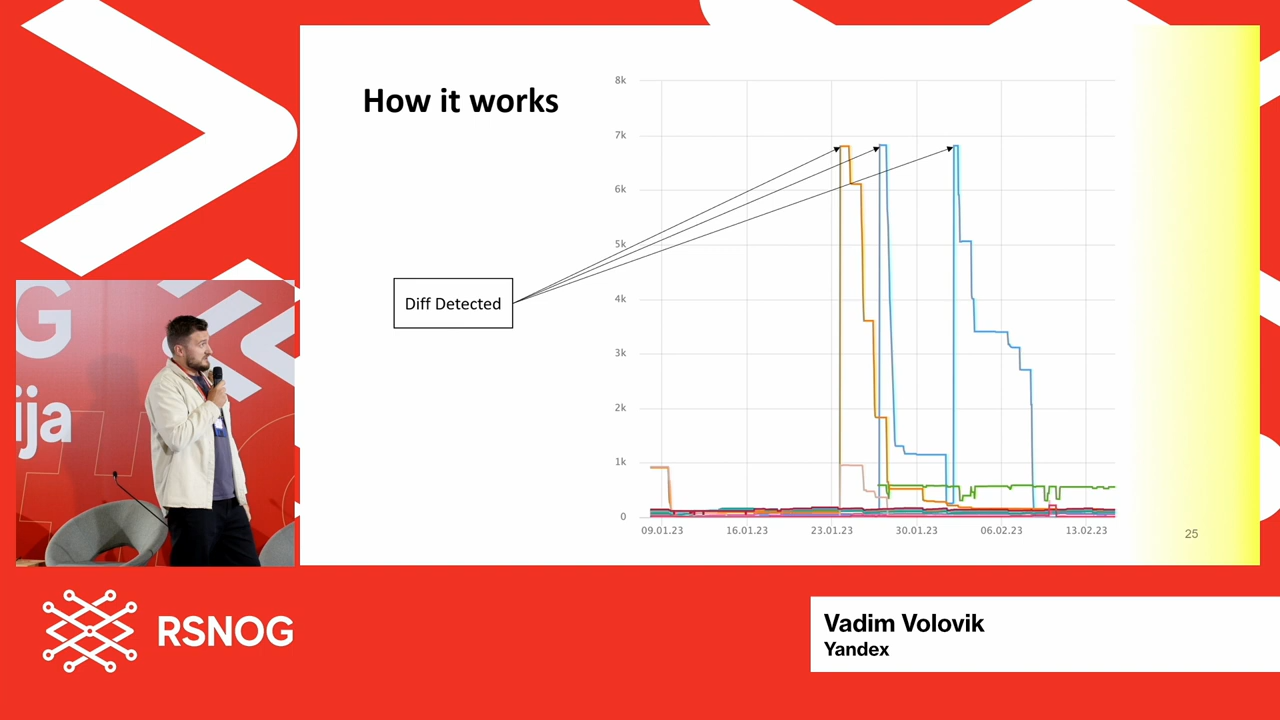 How it works
8k
7k
6k
5k
4k
3k
2k
1k
0
09.01.23
16.01.23
23.01.23
30.01.23
06.02.23
13.02.23
Diff Detected
25
G
ija
RSNOG
Vadim Volovik
Yandex